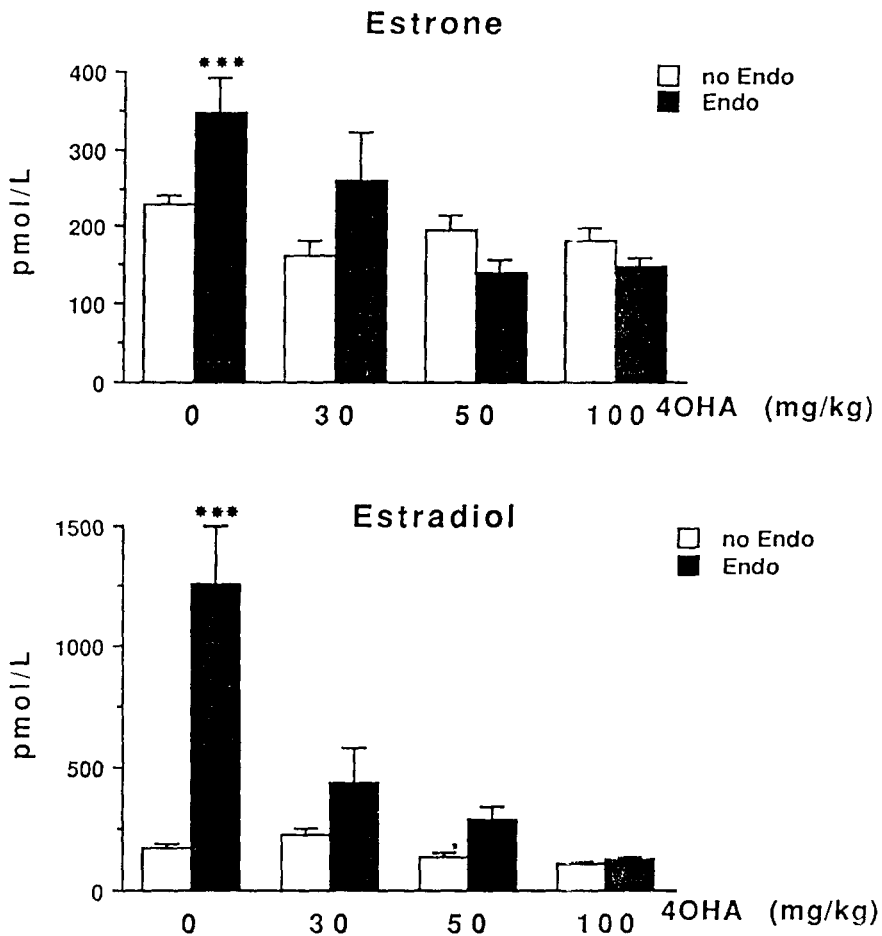 Estrone
***
no Endo
Endo
400
300
200
100
0
pmol/L
0 30 50 100 4OHA (mg/kg)
Estradiol
***
no Endo
Endo
1500
1000
500
0
pmol/L
0 30 50 100 4OHA (mg/kg)